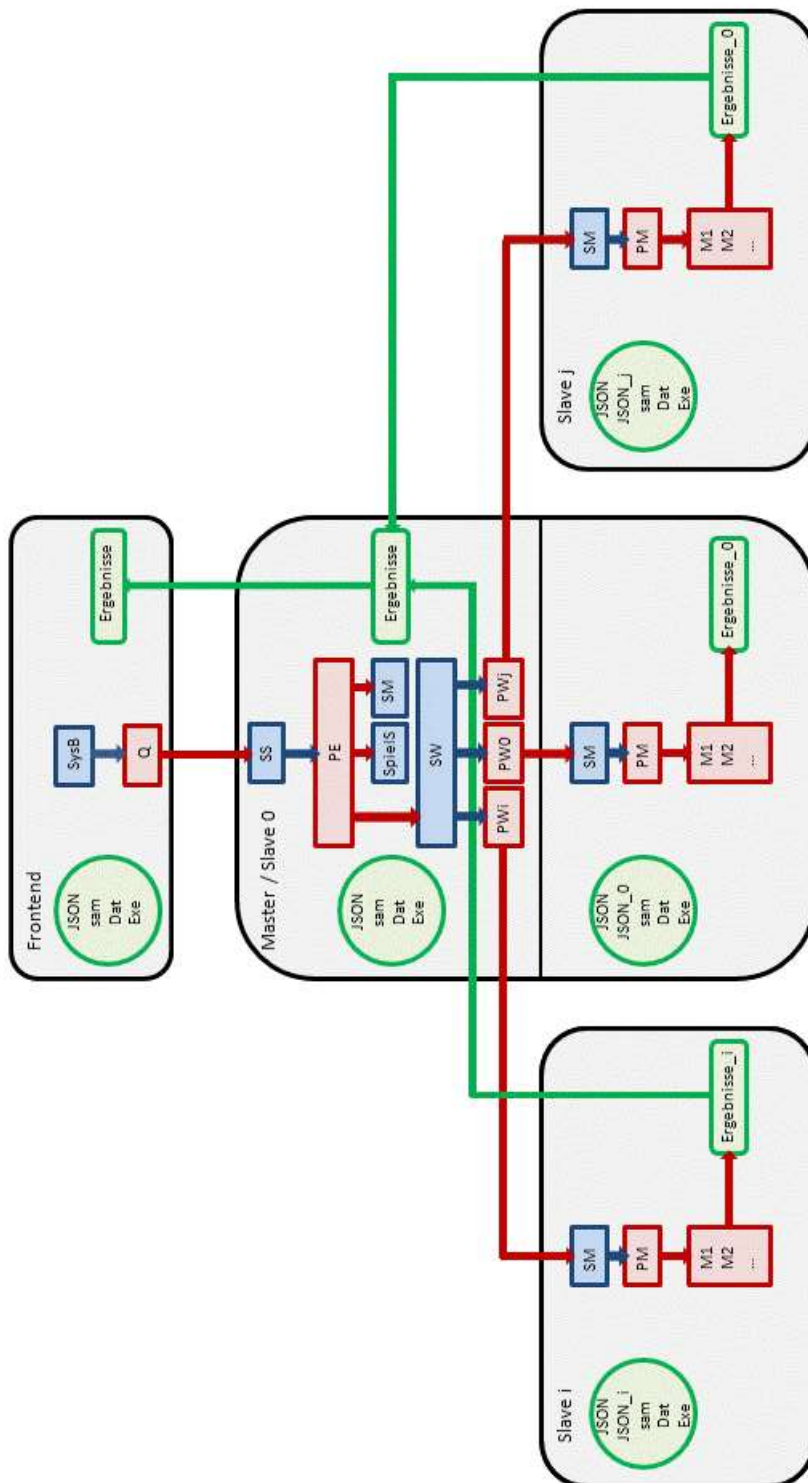 Frontend
JSON
sam
Dat
Exe
SysB
Q
Ergebnisse
Master / Slave 0
JSON
sam
Dat
Exe
SS
PE
SpielS
SM
SW
PWi
PW0
PWj
Ergebnisse
JSON
JSON_0
sam
Dat
Exe
SM
PM
M1
M2
...
Ergebnisse_0
Slave i
JSON
JSON_i
sam
Dat
Exe
SM
PM
M1
M2
...
Ergebnisse_i
Slave j
JSON
JSON_j
sam
Dat
Exe
SM
PM
M1
M2
...
Ergebnisse_0